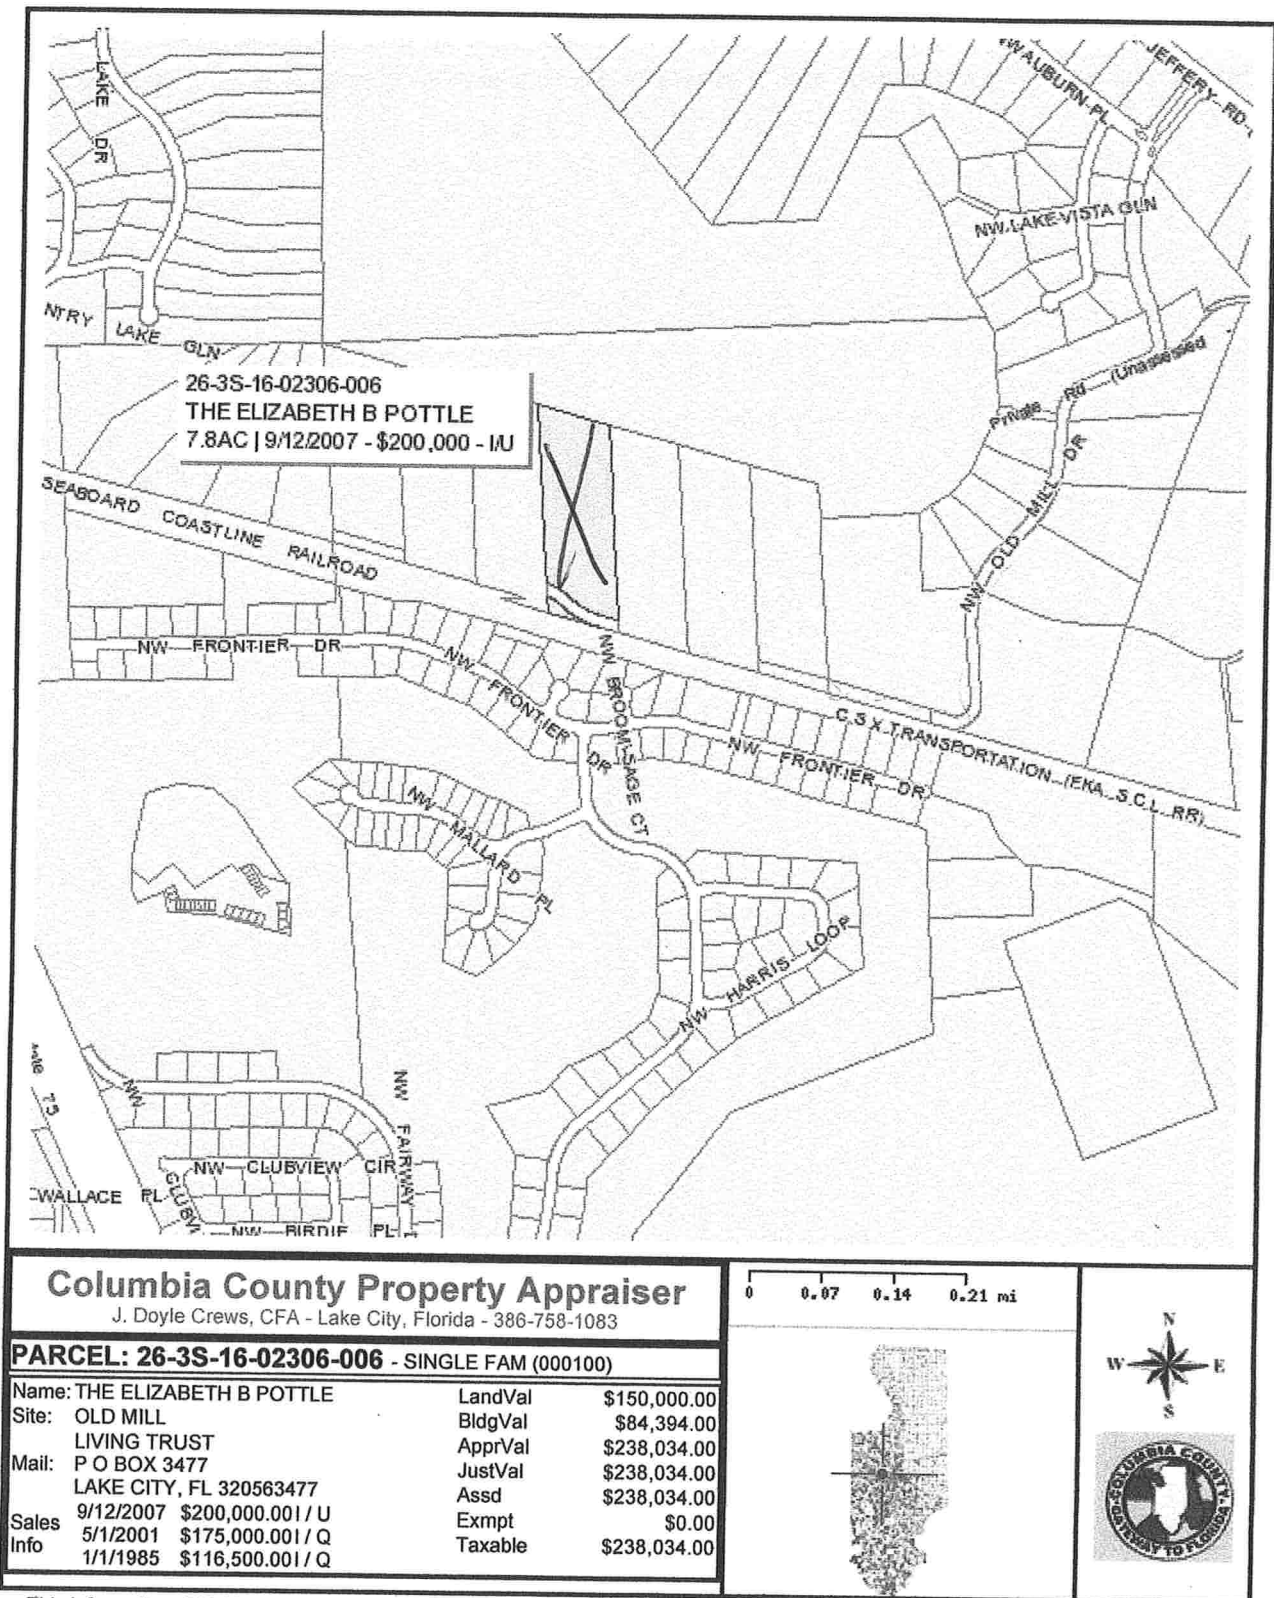 LAKE DR
NW AUBURN PL
JEFFERY RD
NW LAKE VISTA GLN
NTRY LAKE GLN
26-3S-16-02306-006
THE ELIZABETH B POTTLE
7.8AC | 9/12/2007 - $200,000 - I/U
Private Rd (Unassessed
SEABOARD COASTLINE RAILROAD
NW OLD MILL DR
NW FRONTIER DR
NW FRONTIER DR
NW BROOM SAGE CT
NW FRONTIER DR
C S X TRANSPORTATION (FKA S.C.L. RR)
NW MALLARD PL
NW HARRIS LOOP
75
NW
NW FAIRWAY
NW CLUBVIEW CIR
WALLACE PL
CLUBVI
NW BIRDIE PL
Columbia County Property Appraiser
J. Doyle Crews, CFA - Lake City, Florida - 386-758-1083
PARCEL: 26-3S-16-02306-006 - SINGLE FAM (000100)
Name: THE ELIZABETH B POTTLE
Site: OLD MILL
LIVING TRUST
Mail: P O BOX 3477
LAKE CITY, FL 320563477
Sales Info
9/12/2007 $200,000.00I / U
5/1/2001 $175,000.00I / Q
1/1/1985 $116,500.00I / Q
LandVal $150,000.00
BldgVal $84,394.00
ApprVal $238,034.00
JustVal $238,034.00
Assd $238,034.00
Exmpt $0.00
Taxable $238,034.00
0 0.07 0.14 0.21 mi
N
W E
S
COLUMBIA COUNTY
GATEWAY TO FLORIDA